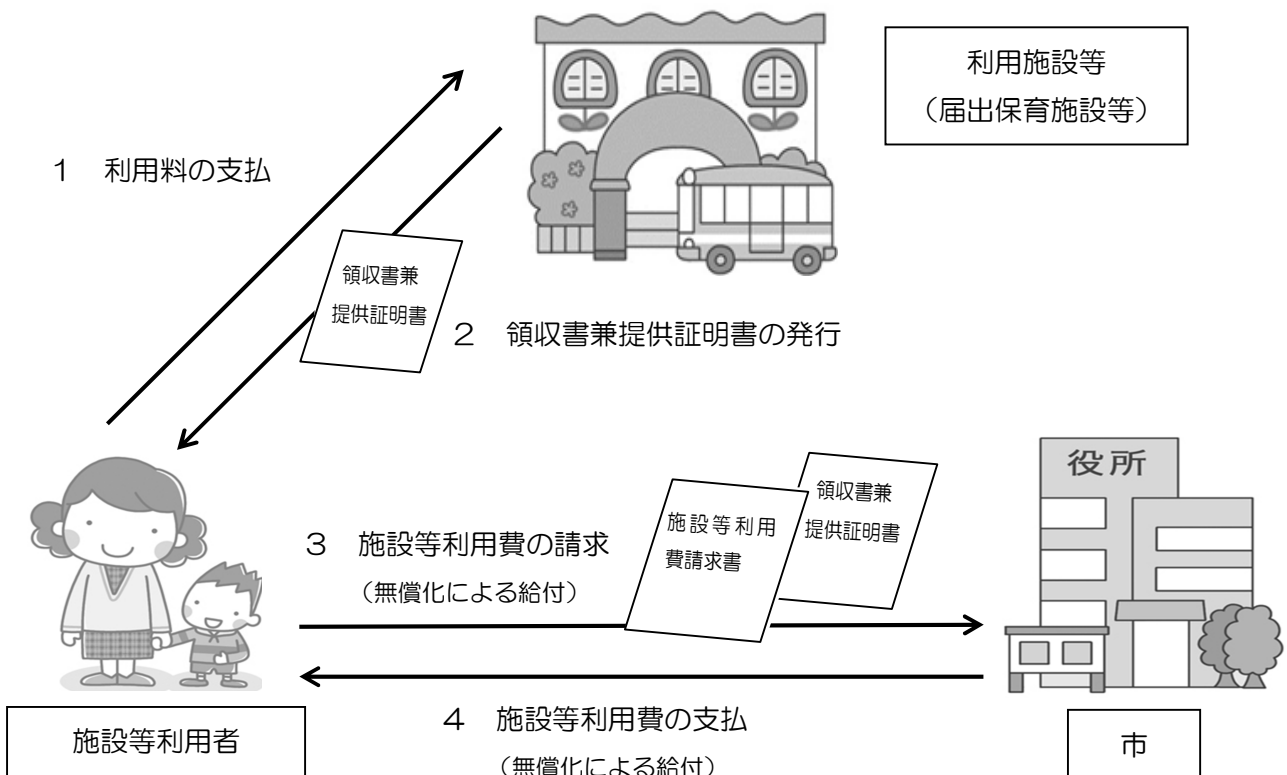 利用施設等
（届出保育施設等）
１　利用料の支払
領収書兼
提供証明書
２　領収書兼提供証明書の発行
役所
領収書兼
提供証明書
施設等利用
費請求書
３　施設等利用費の請求
（無償化による給付）
４　施設等利用費の支払
（無償化による給付）
施設等利用者
市